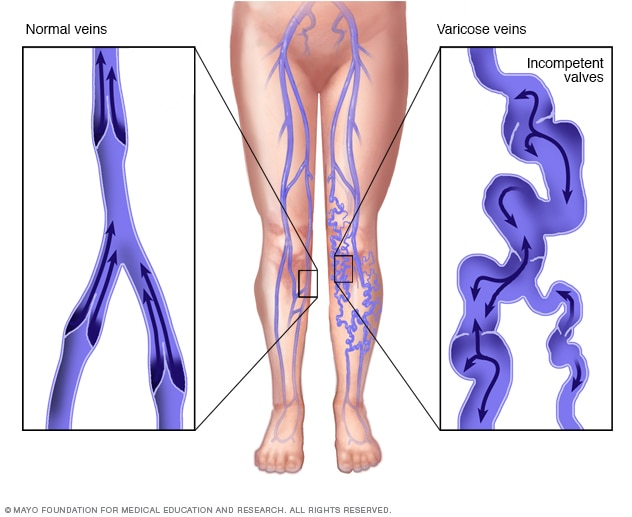 Normal veins
Varicose veins
Incompetent
valves
© MAYO FOUNDATION FOR MEDICAL EDUCATION AND RESEARCH. ALL RIGHTS RESERVED.